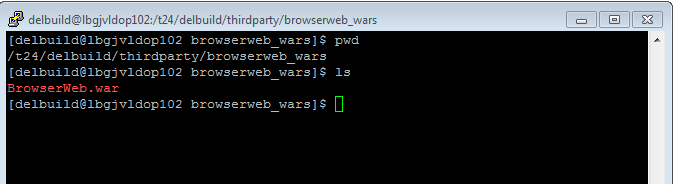 delbuild@lbgjvldop102:/t24/delbuild/thirdparty/browserweb_wars
[delbuild@lbgjvldop102 browserweb_wars]$ pwd
/t24/delbuild/thirdparty/browserweb_wars
[delbuild@lbgjvldop102 browserweb_wars]$ ls
BrowserWeb.war
[delbuild@lbgjvldop102 browserweb_wars]$